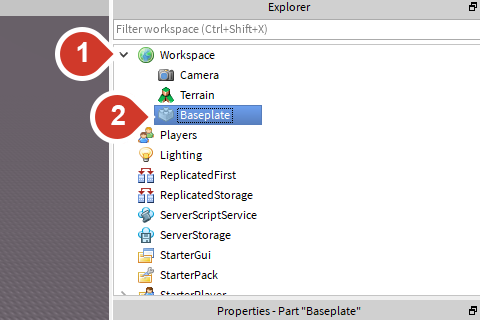 Explorer
Filter workspace (Ctrl+Shift+X)
1
Workspace
Camera
Terrain
2
Baseplate
Players
Lighting
ReplicatedFirst
ReplicatedStorage
ServerScriptService
ServerStorage
StarterGui
StarterPack
StarterPlayer
Properties - Part "Baseplate"